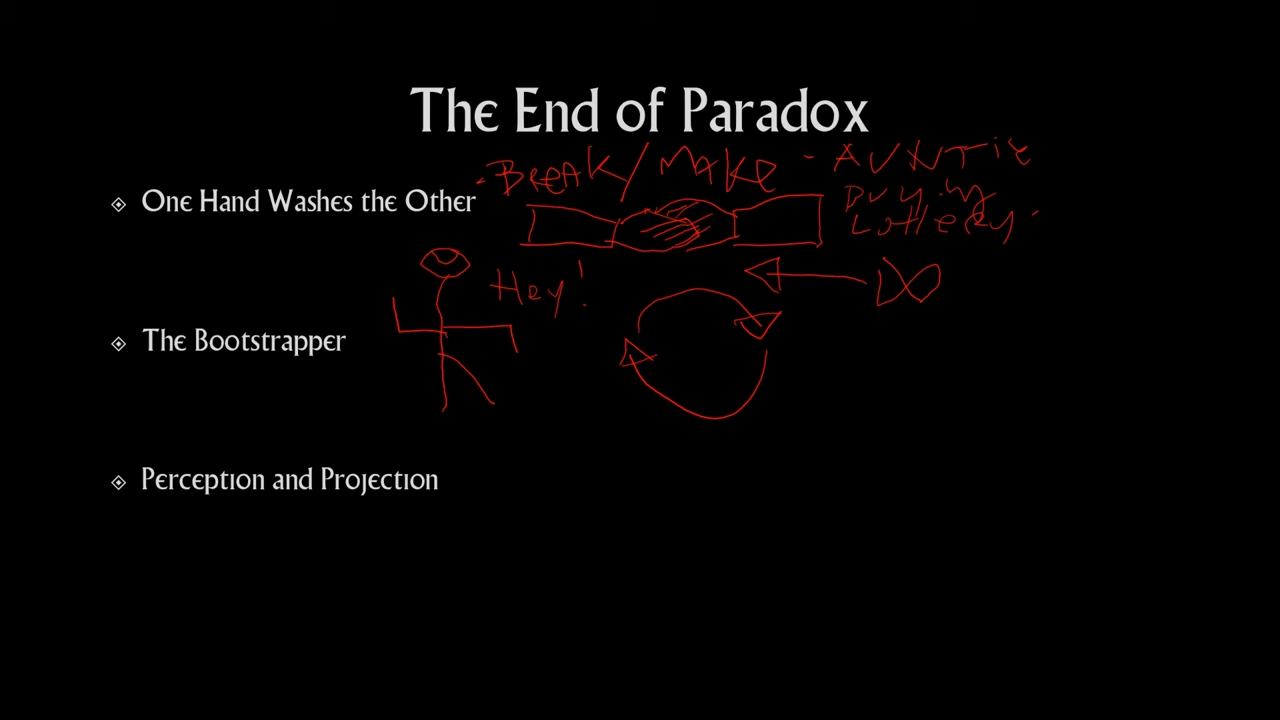 The End of Paradox
- Break/Make - AUNTie
Buying
Lottery
One Hand Washes the Other
Hey!
The Bootstrapper
Perception and Projection